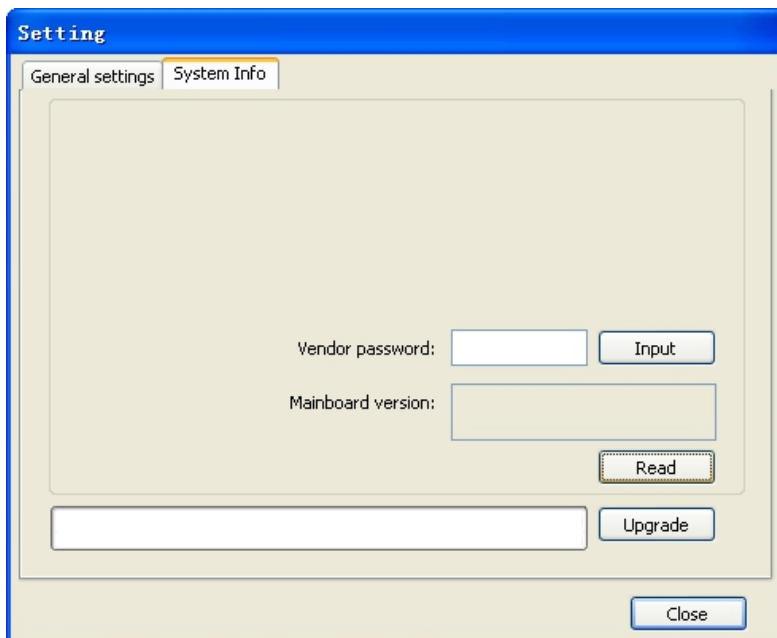 Setting
General settings System Info
Vendor password: Input
Mainboard version:
Read
Upgrade
Close